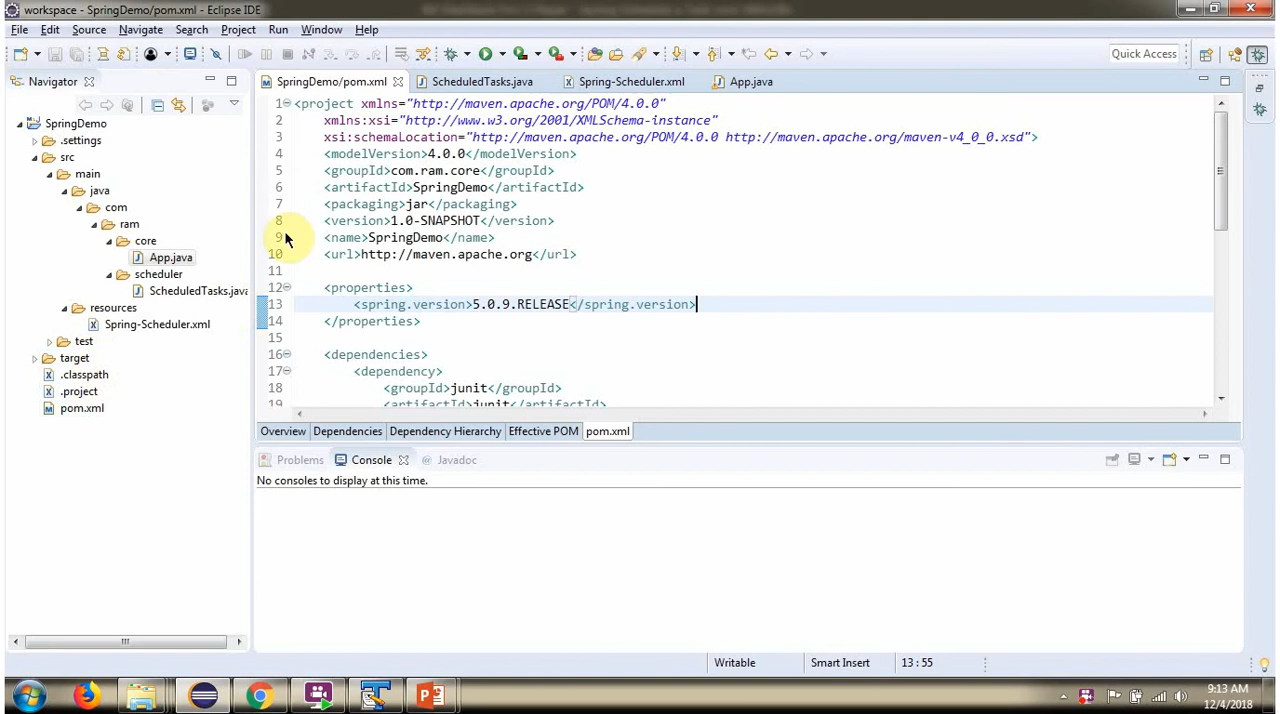 workspace - SpringDemo/pom.xml - Eclipse IDE
File Edit Source Navigate Search Project Run Window Help
Quick Access
Navigator
SpringDemo/pom.xml ScheduledTasks.java Spring-Scheduler.xml App.java
SpringDemo
.settings
src
main
java
com
ram
core
App.java
scheduler
ScheduledTasks.java
resources
Spring-Scheduler.xml
test
target
.classpath
.project
pom.xml
1 <project xmlns="http://maven.apache.org/POM/4.0.0"
2 xmlns:xsi="http://www.w3.org/2001/XMLSchema-instance"
3 xsi:schemaLocation="http://maven.apache.org/POM/4.0.0 http://maven.apache.org/maven-v4_0_0.xsd">
4 <modelVersion>4.0.0</modelVersion>
5 <groupId>com.ram.core</groupId>
6 <artifactId>SpringDemo</artifactId>
7 <packaging>jar</packaging>
8 <version>1.0-SNAPSHOT</version>
9 <name>SpringDemo</name>
10 <url>http://maven.apache.org</url>
11
12 <properties>
13 <spring.version>5.0.9.RELEASE</spring.version>
14 </properties>
15
16 <dependencies>
17 <dependency>
18 <groupId>junit</groupId>
19 <artifactId>junit</artifactId>
Overview Dependencies Dependency Hierarchy Effective POM pom.xml
Problems Console Javadoc
No consoles to display at this time.
Writable Smart Insert 13 : 55
9:13 AM
12/4/2018